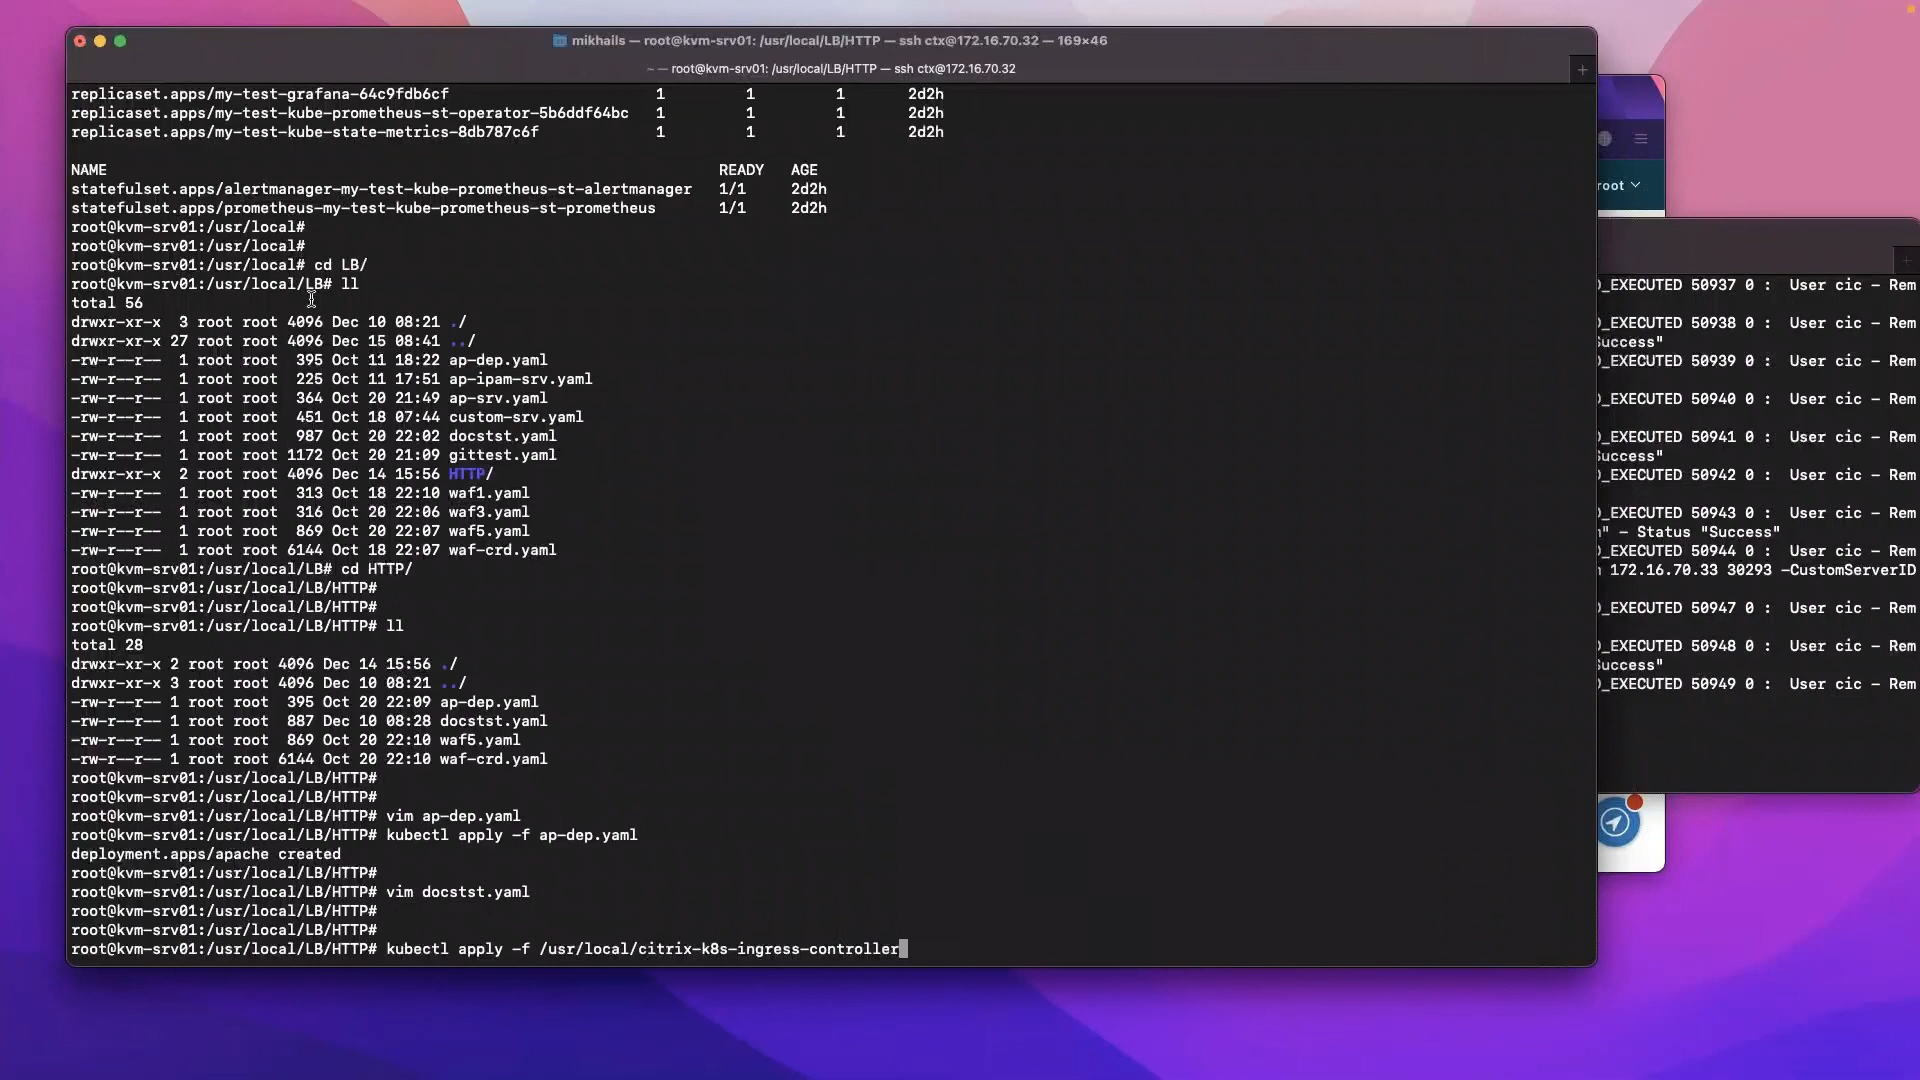 mikhails — root@kvm-srv01: /usr/local/LB/HTTP — ssh ctx@172.16.70.32 — 169×46
~ — root@kvm-srv01: /usr/local/LB/HTTP — ssh ctx@172.16.70.32
replicaset.apps/my-test-grafana-64c9fdb6cf 1 1 1 2d2h
replicaset.apps/my-test-kube-prometheus-st-operator-5b6ddf64bc 1 1 1 2d2h
replicaset.apps/my-test-kube-state-metrics-8db787c6f 1 1 1 2d2h
NAME READY AGE
statefulset.apps/alertmanager-my-test-kube-prometheus-st-alertmanager 1/1 2d2h
statefulset.apps/prometheus-my-test-kube-prometheus-st-prometheus 1/1 2d2h
root@kvm-srv01:/usr/local#
root@kvm-srv01:/usr/local#
root@kvm-srv01:/usr/local# cd LB/
root@kvm-srv01:/usr/local/LB# ll
total 56
drwxr-xr-x 3 root root 4096 Dec 10 08:21 ./
drwxr-xr-x 27 root root 4096 Dec 15 08:41 ../
-rw-r--r-- 1 root root 395 Oct 11 18:22 ap-dep.yaml
-rw-r--r-- 1 root root 225 Oct 11 17:51 ap-ipam-srv.yaml
-rw-r--r-- 1 root root 364 Oct 20 21:49 ap-srv.yaml
-rw-r--r-- 1 root root 451 Oct 18 07:44 custom-srv.yaml
-rw-r--r-- 1 root root 987 Oct 20 22:02 docstst.yaml
-rw-r--r-- 1 root root 1172 Oct 20 21:09 gittest.yaml
drwxr-xr-x 2 root root 4096 Dec 14 15:56 HTTP/
-rw-r--r-- 1 root root 313 Oct 18 22:10 waf1.yaml
-rw-r--r-- 1 root root 316 Oct 20 22:06 waf3.yaml
-rw-r--r-- 1 root root 869 Oct 20 22:07 waf5.yaml
-rw-r--r-- 1 root root 6144 Oct 18 22:07 waf-crd.yaml
root@kvm-srv01:/usr/local/LB# cd HTTP/
root@kvm-srv01:/usr/local/LB/HTTP#
root@kvm-srv01:/usr/local/LB/HTTP#
root@kvm-srv01:/usr/local/LB/HTTP# ll
total 28
drwxr-xr-x 2 root root 4096 Dec 14 15:56 ./
drwxr-xr-x 3 root root 4096 Dec 10 08:21 ../
-rw-r--r-- 1 root root 395 Oct 20 22:09 ap-dep.yaml
-rw-r--r-- 1 root root 887 Dec 10 08:28 docstst.yaml
-rw-r--r-- 1 root root 869 Oct 20 22:10 waf5.yaml
-rw-r--r-- 1 root root 6144 Oct 20 22:10 waf-crd.yaml
root@kvm-srv01:/usr/local/LB/HTTP#
root@kvm-srv01:/usr/local/LB/HTTP#
root@kvm-srv01:/usr/local/LB/HTTP# vim ap-dep.yaml
root@kvm-srv01:/usr/local/LB/HTTP# kubectl apply -f ap-dep.yaml
deployment.apps/apache created
root@kvm-srv01:/usr/local/LB/HTTP#
root@kvm-srv01:/usr/local/LB/HTTP# vim docstst.yaml
root@kvm-srv01:/usr/local/LB/HTTP#
root@kvm-srv01:/usr/local/LB/HTTP#
root@kvm-srv01:/usr/local/LB/HTTP# kubectl apply -f /usr/local/citrix-k8s-ingress-controller
root
D_EXECUTED 50937 0 : User cic - Rem
D_EXECUTED 50938 0 : User cic - Rem
Success"
D_EXECUTED 50939 0 : User cic - Rem
D_EXECUTED 50940 0 : User cic - Rem
D_EXECUTED 50941 0 : User cic - Rem
Success"
D_EXECUTED 50942 0 : User cic - Rem
D_EXECUTED 50943 0 : User cic - Rem
" - Status "Success"
D_EXECUTED 50944 0 : User cic - Rem
172.16.70.33 30293 -CustomServerID
_EXECUTED 50947 0 : User cic - Rem
D_EXECUTED 50948 0 : User cic - Rem
Success"
D_EXECUTED 50949 0 : User cic - Rem